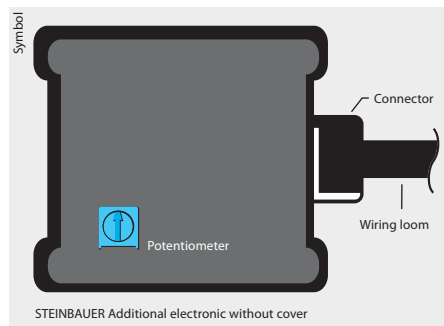 Symbol
Connector
Wiring loom
Potentiometer
STEINBAUER Additional electronic without cover